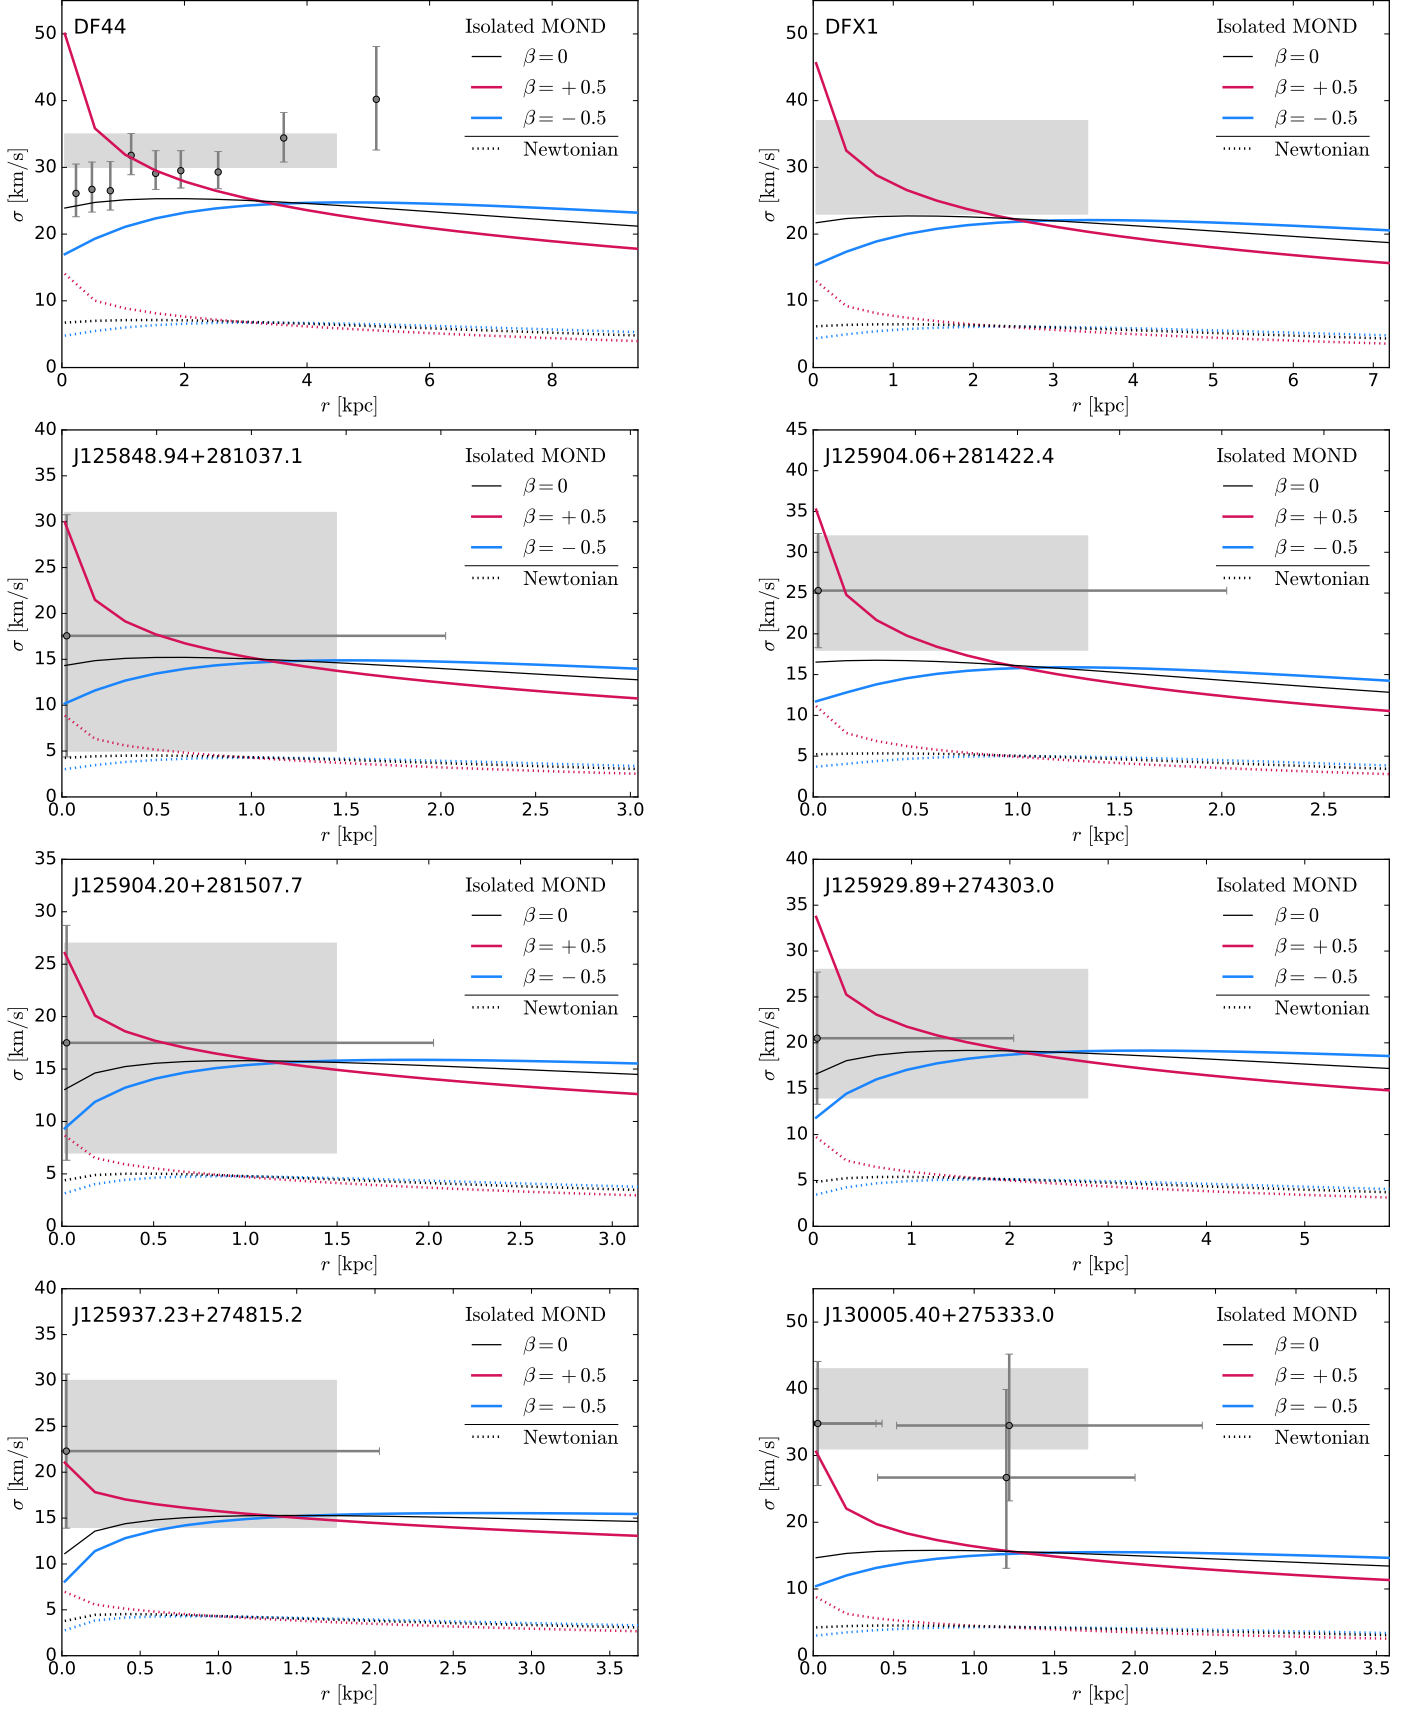 DF44
Isolated MOND
β = 0
β = + 0.5
β = − 0.5
Newtonian
50
40
30
20
10
0
σ [km/s]
0 2 4 6 8
r [kpc]
DFX1
Isolated MOND
β = 0
β = + 0.5
β = − 0.5
Newtonian
50
40
30
20
10
0
σ [km/s]
0 1 2 3 4 5 6 7
r [kpc]
J125848.94+281037.1
Isolated MOND
β = 0
β = + 0.5
β = − 0.5
Newtonian
40
35
30
25
20
15
10
5
0
σ [km/s]
0.0 0.5 1.0 1.5 2.0 2.5 3.0
r [kpc]
J125904.06+281422.4
Isolated MOND
β = 0
β = + 0.5
β = − 0.5
Newtonian
45
40
35
30
25
20
15
10
5
0
σ [km/s]
0.0 0.5 1.0 1.5 2.0 2.5
r [kpc]
J125904.20+281507.7
Isolated MOND
β = 0
β = + 0.5
β = − 0.5
Newtonian
35
30
25
20
15
10
5
0
σ [km/s]
0.0 0.5 1.0 1.5 2.0 2.5 3.0
r [kpc]
J125929.89+274303.0
Isolated MOND
β = 0
β = + 0.5
β = − 0.5
Newtonian
40
35
30
25
20
15
10
5
0
σ [km/s]
0 1 2 3 4 5
r [kpc]
J125937.23+274815.2
Isolated MOND
β = 0
β = + 0.5
β = − 0.5
Newtonian
40
35
30
25
20
15
10
5
0
σ [km/s]
0.0 0.5 1.0 1.5 2.0 2.5 3.0 3.5
r [kpc]
J130005.40+275333.0
Isolated MOND
β = 0
β = + 0.5
β = − 0.5
Newtonian
50
40
30
20
10
0
σ [km/s]
0.0 0.5 1.0 1.5 2.0 2.5 3.0 3.5
r [kpc]